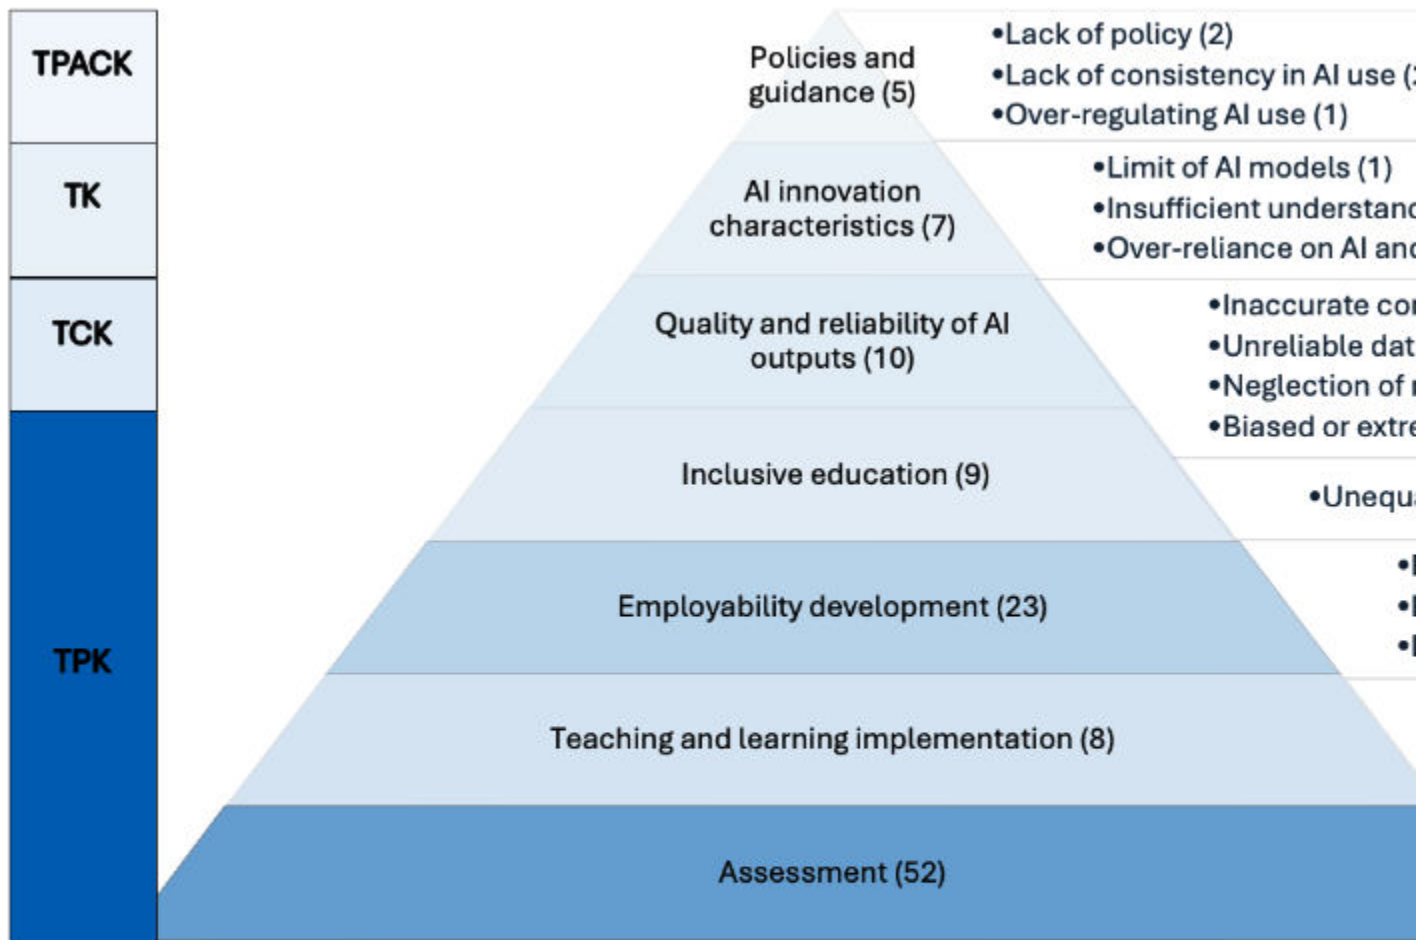 TPACK
Policies and
guidance (5)
•Lack of policy (2)
•Lack of consistency in AI use
•Over-regulating AI use (1)
TK
AI innovation
characteristics (7)
•Limit of AI models (1)
•Insufficient
•Over-reliance on AI
TCK
Quality and reliability of AI
outputs (10)
•Inaccurate
•Unreliable
•Neglection of
•Biased or
TPK
Inclusive education (9)
Employability development (23)
Teaching and learning implementation (8)
Assessment (52)